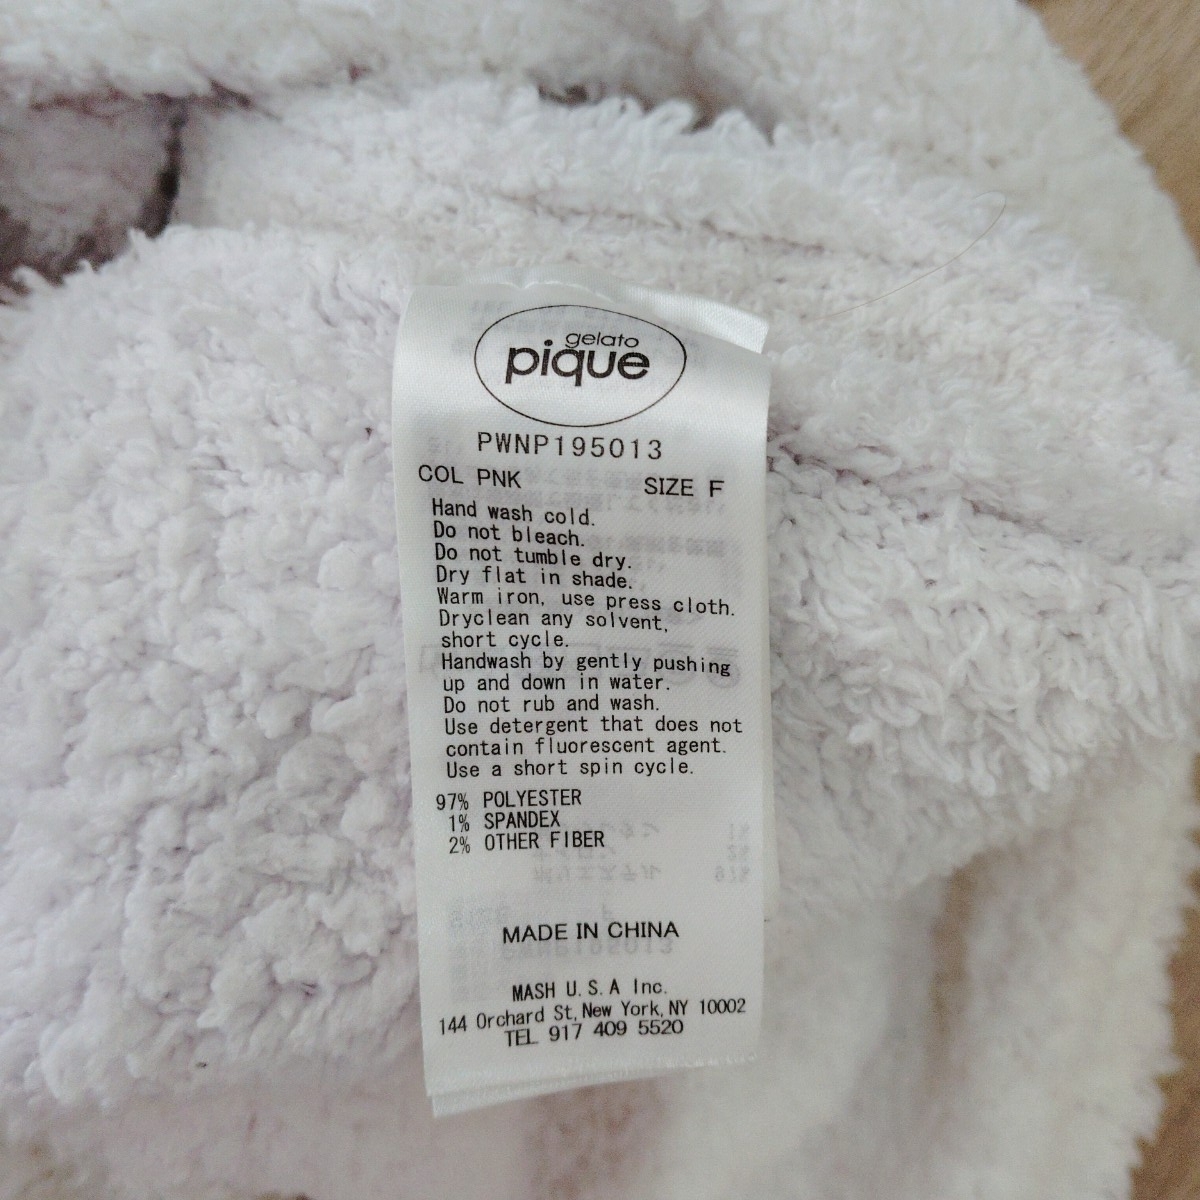 gelato
pique
PWNP195013
COL PNK SIZE F
Hand wash cold.
Do not bleach.
Do not tumble dry.
Dry flat in shade.
Warm iron, use press cloth.
Dryclean any solvent,
short cycle.
Handwash by gently pushing
up and down in water.
Do not rub and wash.
Use detergent that does not
contain fluorescent agent.
Use a short spin cycle.
97% POLYESTER
1% SPANDEX
2% OTHER FIBER
MADE IN CHINA
MASH U.S.A Inc.
144 Orchard St, New York, NY 10002
TEL 917 409 5520